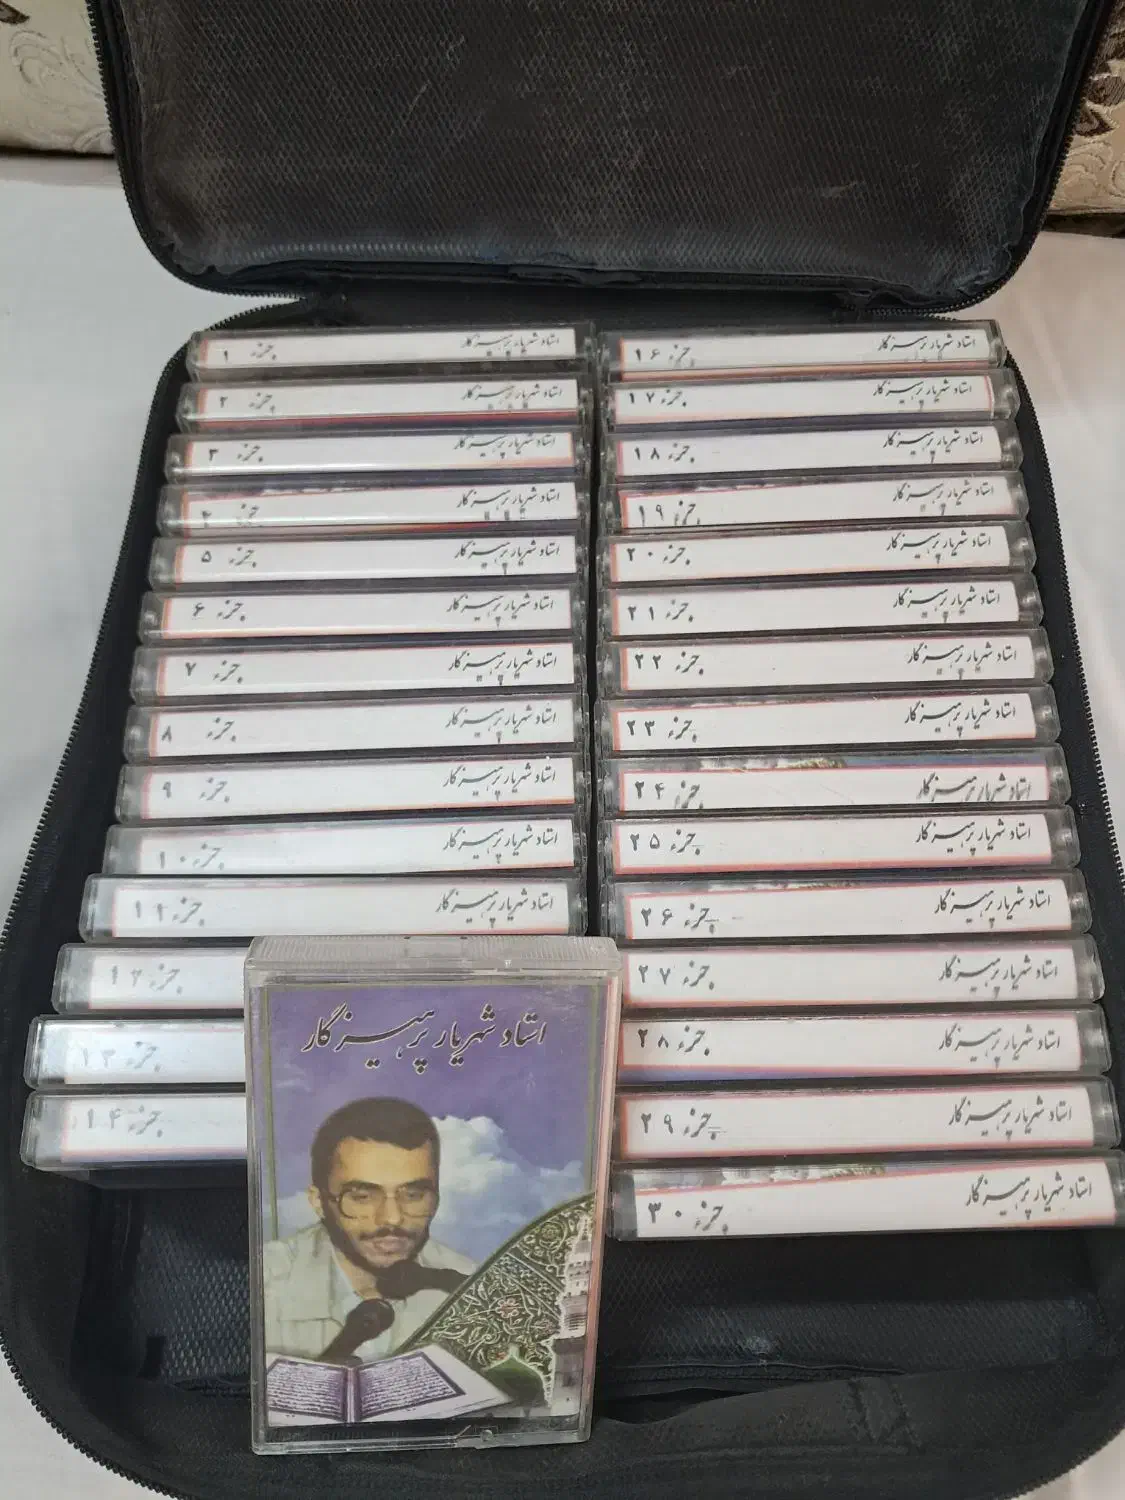 استاد شهریار پرهیزگار جزء ۱
استاد شهریار پرهیزگار جزء ۲
استاد شهریار پرهیزگار جزء ۳
استاد شهریار پرهیزگار جزء ۴
استاد شهریار پرهیزگار جزء ۵
استاد شهریار پرهیزگار جزء ۶
استاد شهریار پرهیزگار جزء ۷
استاد شهریار پرهیزگار جزء ۸
استاد شهریار پرهیزگار جزء ۹
استاد شهریار پرهیزگار جزء ۱۰
استاد شهریار پرهیزگار جزء ۱۱
جزء ۱۲
جزء ۱۳
جزء ۱۴
استاد شهریار پرهیزگار جزء ۱۶
استاد شهریار پرهیزگار جزء ۱۷
استاد شهریار پرهیزگار جزء ۱۸
استاد شهریار پرهیزگار جزء ۱۹
استاد شهریار پرهیزگار جزء ۲۰
استاد شهریار پرهیزگار جزء ۲۱
استاد شهریار پرهیزگار جزء ۲۲
استاد شهریار پرهیزگار جزء ۲۳
استاد شهریار پرهیزگار جزء ۲۴
استاد شهریار پرهیزگار جزء ۲۵
استاد شهریار پرهیزگار جزء ۲۶
استاد شهریار پرهیزگار جزء ۲۷
استاد شهریار پرهیزگار جزء ۲۸
استاد شهریار پرهیزگار جزء ۲۹
استاد شهریار پرهیزگار جزء ۳۰
استاد شهریار پرهیزگار